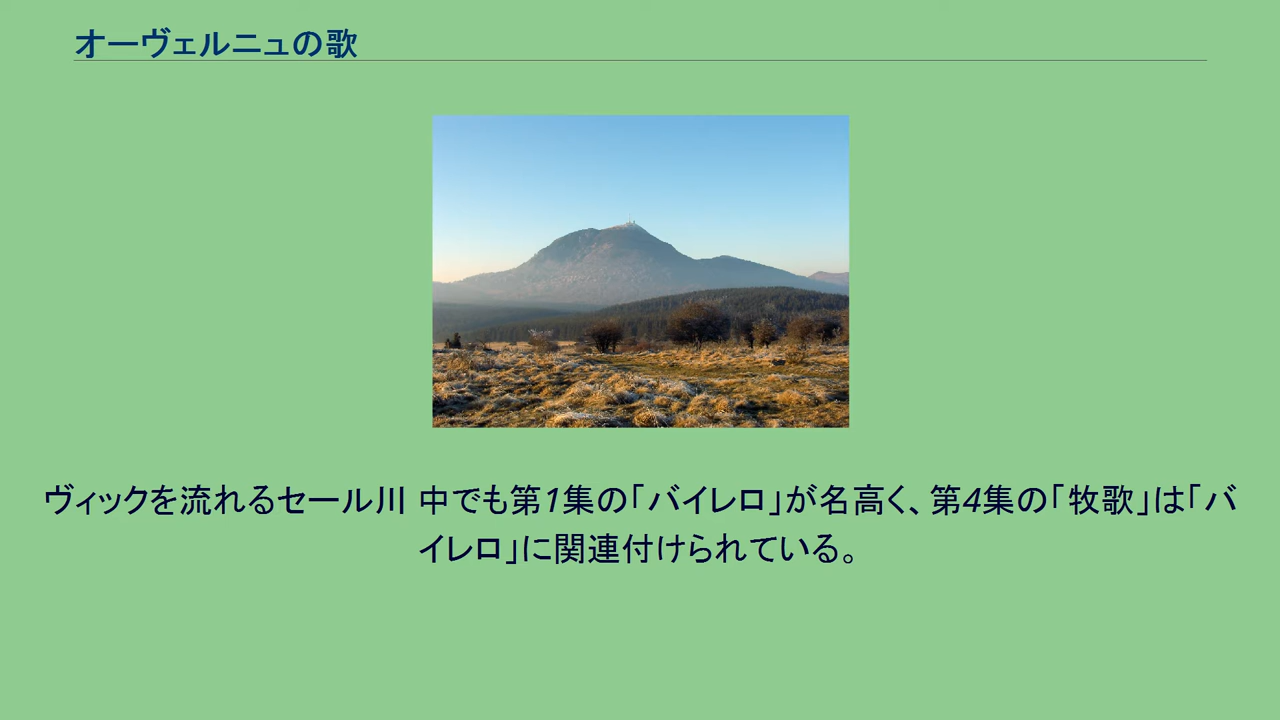 オーヴェルニュの歌
ヴィックを流れるセール川 中でも第1集の「バイレロ」が名高く、第4集の「牧歌」は「バ
イレロ」に関連付けられている。